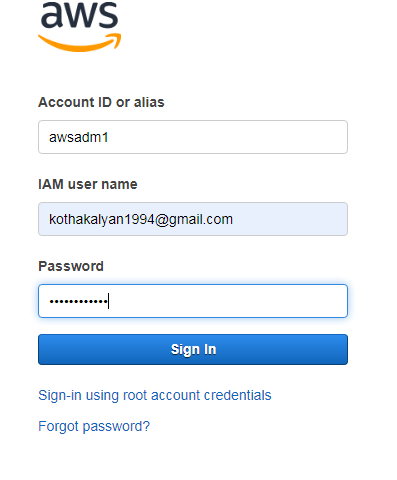 aws
Account ID or alias
awsadm1
IAM user name
kothakalyan1994@gmail.com
Password
••••••••••••
Sign In
Sign-in using root account credentials
Forgot password?